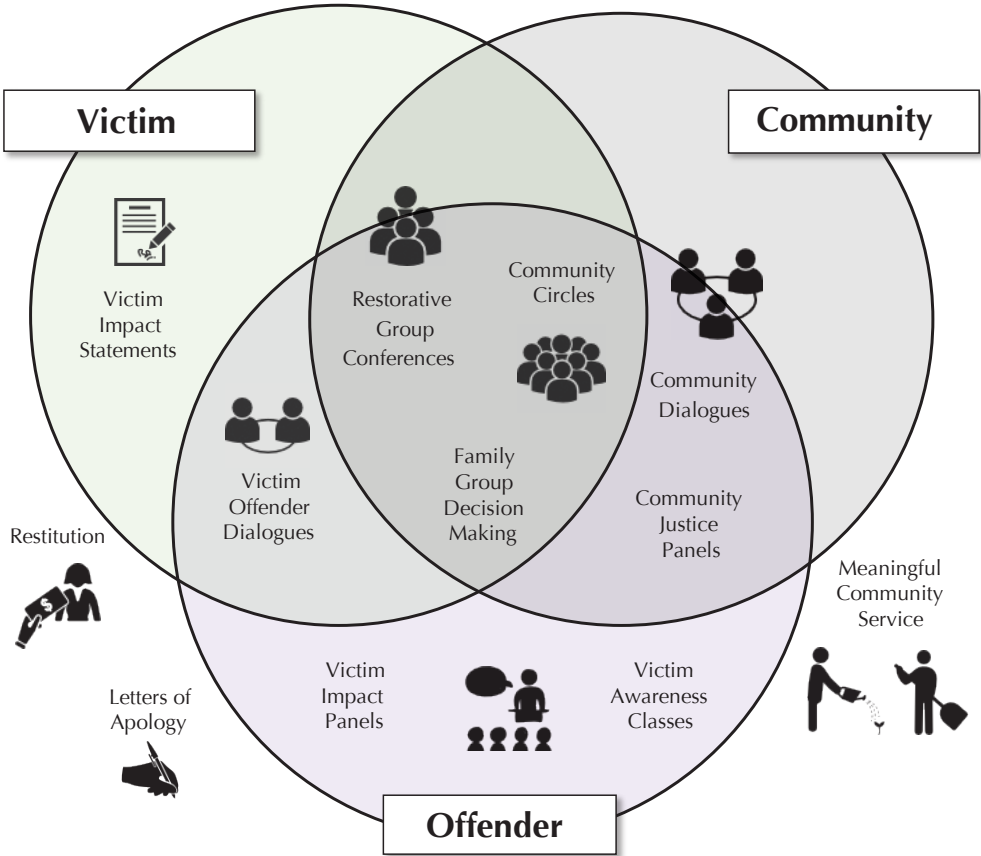 Victim
Community
Victim
Impact
Statements
Restorative
Group
Conferences
Community
Circles
Community
Dialogues
Victim
Offender
Dialogues
Family
Group
Decision
Making
Community
Justice
Panels
Restitution
$
Meaningful
Community
Service
Letters of
Apology
Victim
Impact
Panels
Victim
Awareness
Classes
Offender